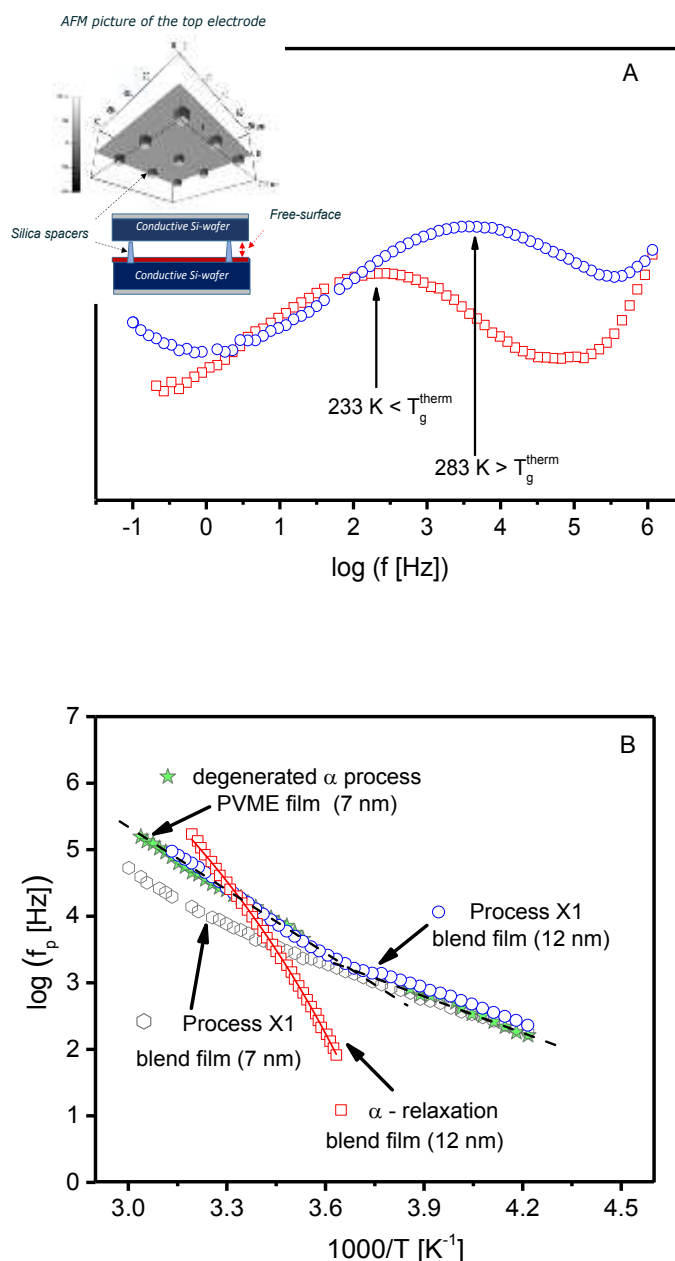 AFM picture of the top electrode
A
Silica spacers
Conductive Si-wafer
Free-surface
Conductive Si-wafer
233 K < T_g^therm
283 K > T_g^therm
-1 0 1 2 3 4 5 6
log (f [Hz])
B
7
6
5
4
3
2
1
0
log (f_p [Hz])
degenerated α process
PVME film (7 nm)
Process X1
blend film (12 nm)
Process X1
blend film (7 nm)
α - relaxation
blend film (12 nm)
3.0 3.3 3.6 3.9 4.2 4.5
1000/T [K⁻¹]